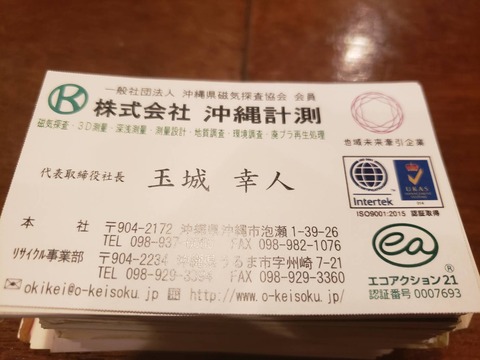 一般社団法人 沖縄県磁気探査協会 会員
株式会社 沖縄計測
磁気探査・3D測量・深浅測量・測量設計・地質調査・環境調査・廃プラ再生処理
地域未来牽引企業
代表取締役社長 玉城 幸人
Intertek
UKAS
ISO9001:2015 認証取得
本社 〒904-2172 沖縄県沖縄市泡瀬1-39-26
TEL 098-937- FAX 098-982-1076
リサイクル事業部 〒904-2234 沖縄県うるま市字州崎7-21
TEL 098-929-3394 FAX 098-929-3360
okikei@o-keisoku.jp http://www.o-keisoku.jp/
ea
エコアクション21
認証番号 0007693